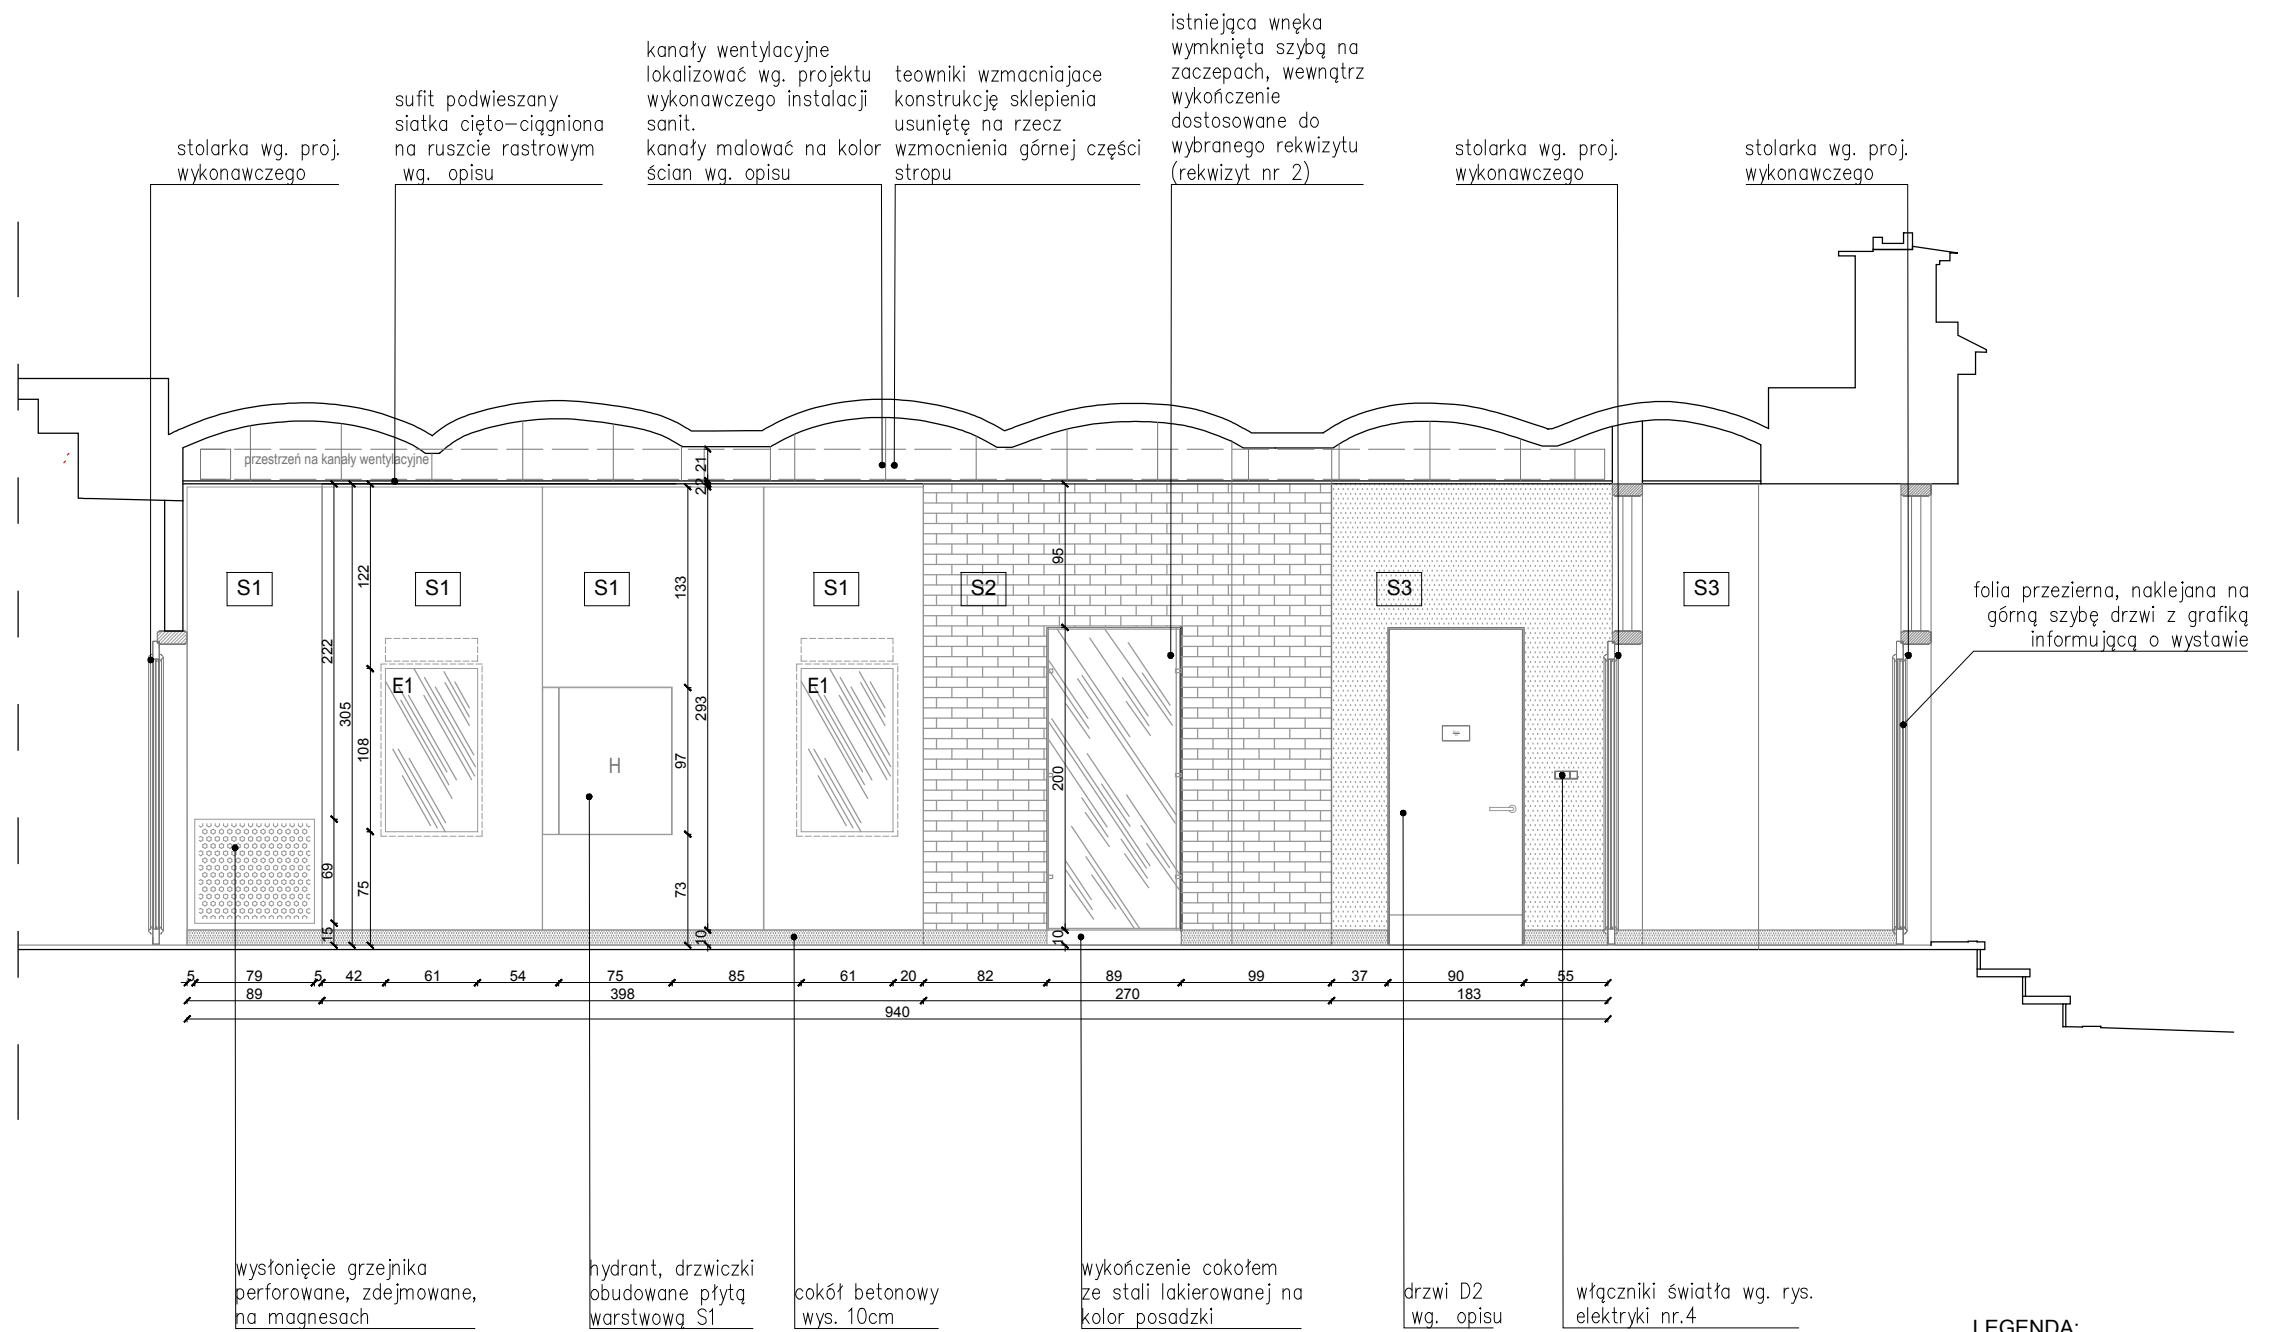 istniejąca wnęka
wymknięta szybą na
zaczepach, wewnątrz
wykończenie
dostosowane do
wybranego rekwizytu
(rekwizyt nr 2)
kanały wentylacyjne
lokalizować wg. projektu
wykonawczego instalacji
sanit.
kanały malować na kolor
ścian wg. opisu
teowniki wzmacniajace
konstrukcję sklepienia
usuniętę na rzecz
wzmocnienia górnej części
stropu
sufit podwieszany
siatka cięto-ciągniona
na ruszcie rastrowym
wg. opisu
stolarka wg. proj.
wykonawczego
stolarka wg. proj.
wykonawczego
stolarka wg. proj.
wykonawczego
przestrzeń na kanały wentylacyjne
21
22
S1
S1
S1
S1
S2
S3
S3
122
222
305
108
69
75
15
133
293
97
73
10
95
200
10
E1
H
E1
folia przezierna, naklejana na
górną szybę drzwi z grafiką
informującą o wystawie
5 79 5 42 61 54 75 85 61 20 82 89 99 37 90 55
89 398 270 183
940
wysłonięcie grzejnika
perforowane, zdejmowane,
na magnesach
hydrant, drzwiczki
obudowane płytą
warstwową S1
cokół betonowy
wys. 10cm
wykończenie cokołem
ze stali lakierowanej na
kolor posadzki
drzwi D2
wg. opisu
włączniki światła wg. rys.
elektryki nr.4
LEGENDA: